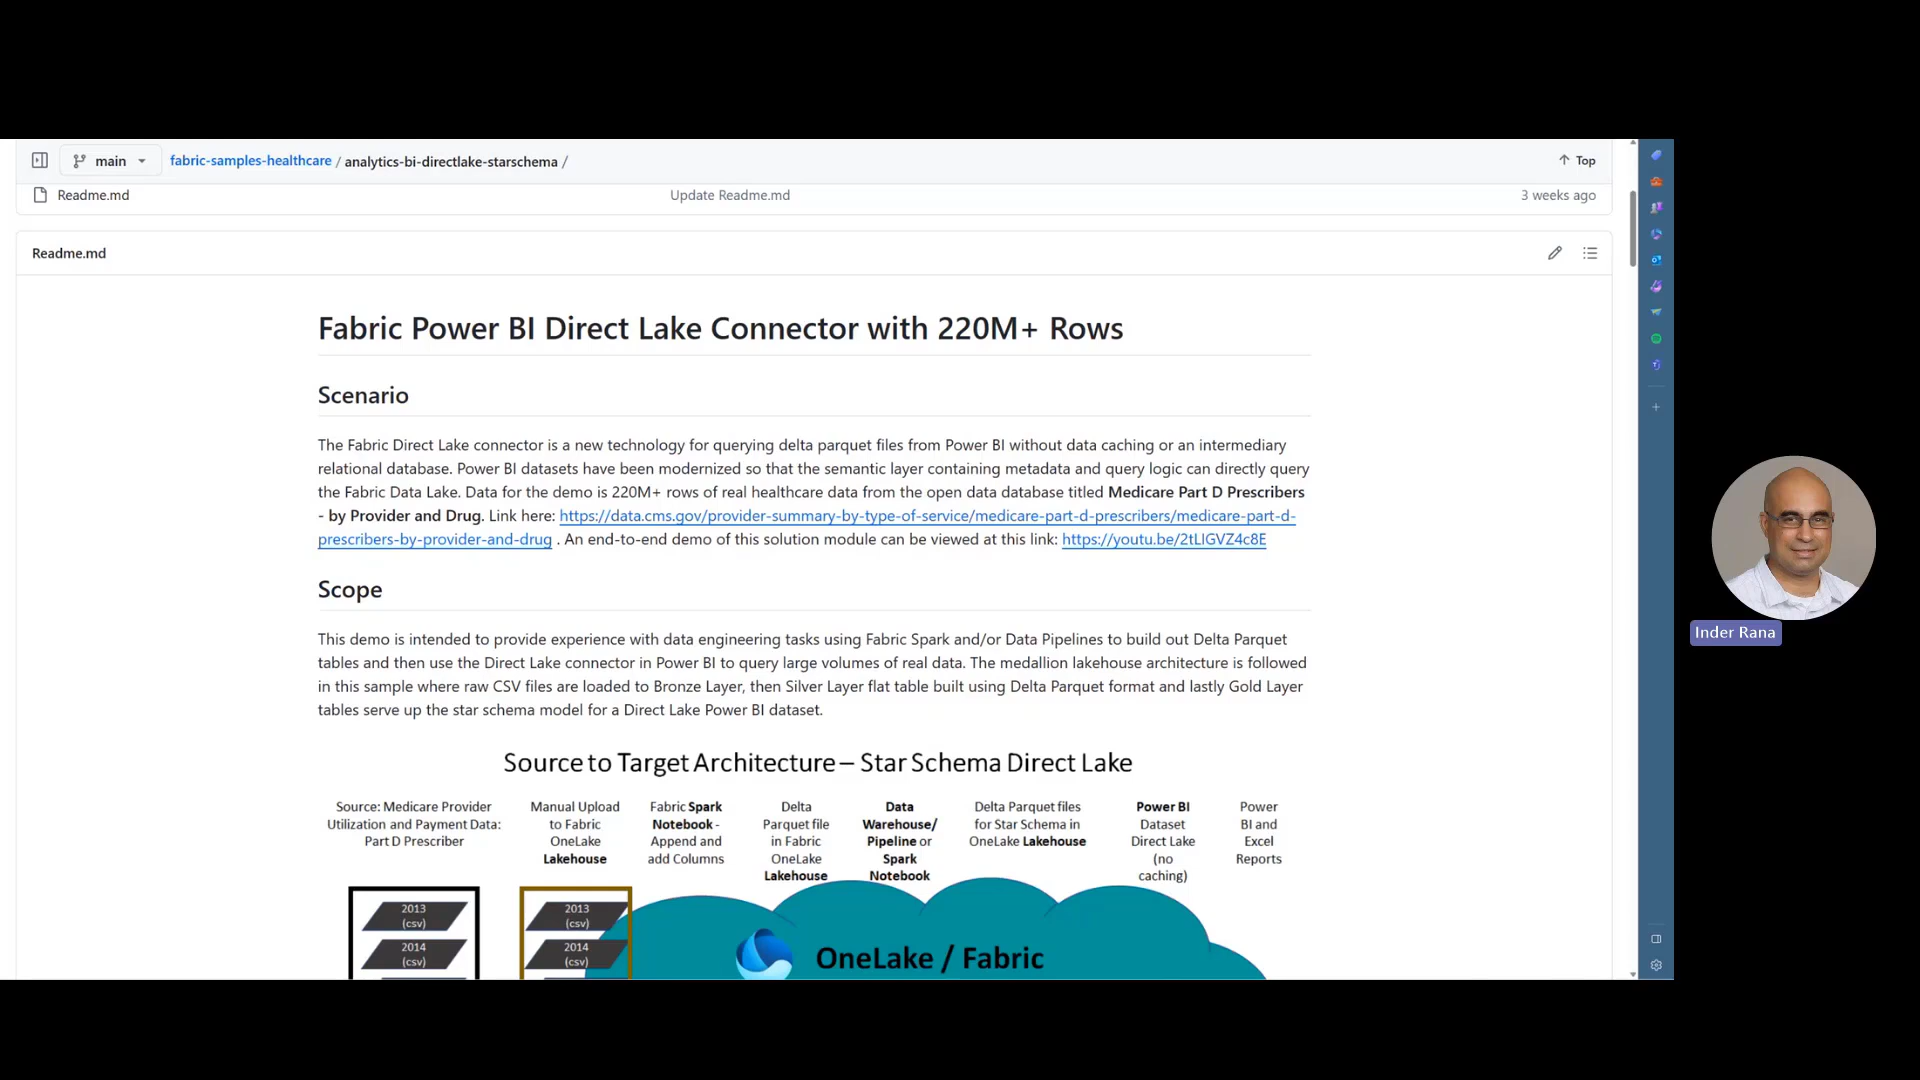 main
fabric-samples-healthcare / analytics-bi-directlake-starschema /
Top
Readme.md
Update Readme.md
3 weeks ago
Readme.md
Fabric Power BI Direct Lake Connector with 220M+ Rows
Scenario
The Fabric Direct Lake connector is a new technology for querying delta parquet files from Power BI without data caching or an intermediary
relational database. Power BI datasets have been modernized so that the semantic layer containing metadata and query logic can directly query
the Fabric Data Lake. Data for the demo is 220M+ rows of real healthcare data from the open data database titled Medicare Part D Prescribers
- by Provider and Drug. Link here: https://data.cms.gov/provider-summary-by-type-of-service/medicare-part-d-prescribers/medicare-part-d-
prescribers-by-provider-and-drug . An end-to-end demo of this solution module can be viewed at this link: https://youtu.be/2tLIGVZ4c8E
Scope
This demo is intended to provide experience with data engineering tasks using Fabric Spark and/or Data Pipelines to build out Delta Parquet
tables and then use the Direct Lake connector in Power BI to query large volumes of real data. The medallion lakehouse architecture is followed
in this sample where raw CSV files are loaded to Bronze Layer, then Silver Layer flat table built using Delta Parquet format and lastly Gold Layer
tables serve up the star schema model for a Direct Lake Power BI dataset.
Source to Target Architecture – Star Schema Direct Lake
Source: Medicare Provider
Utilization and Payment Data:
Part D Prescriber
Manual Upload
to Fabric
OneLake
Lakehouse
Fabric Spark
Notebook -
Append and
add Columns
Delta
Parquet file
in Fabric
OneLake
Lakehouse
Data
Warehouse/
Pipeline or
Spark
Notebook
Delta Parquet files
for Star Schema in
OneLake Lakehouse
Power BI
Dataset
Direct Lake
(no
caching)
Power
BI and
Excel
Reports
2013
(csv)
2014
(csv)
2013
(csv)
2014
(csv)
OneLake / Fabric
Inder Rana